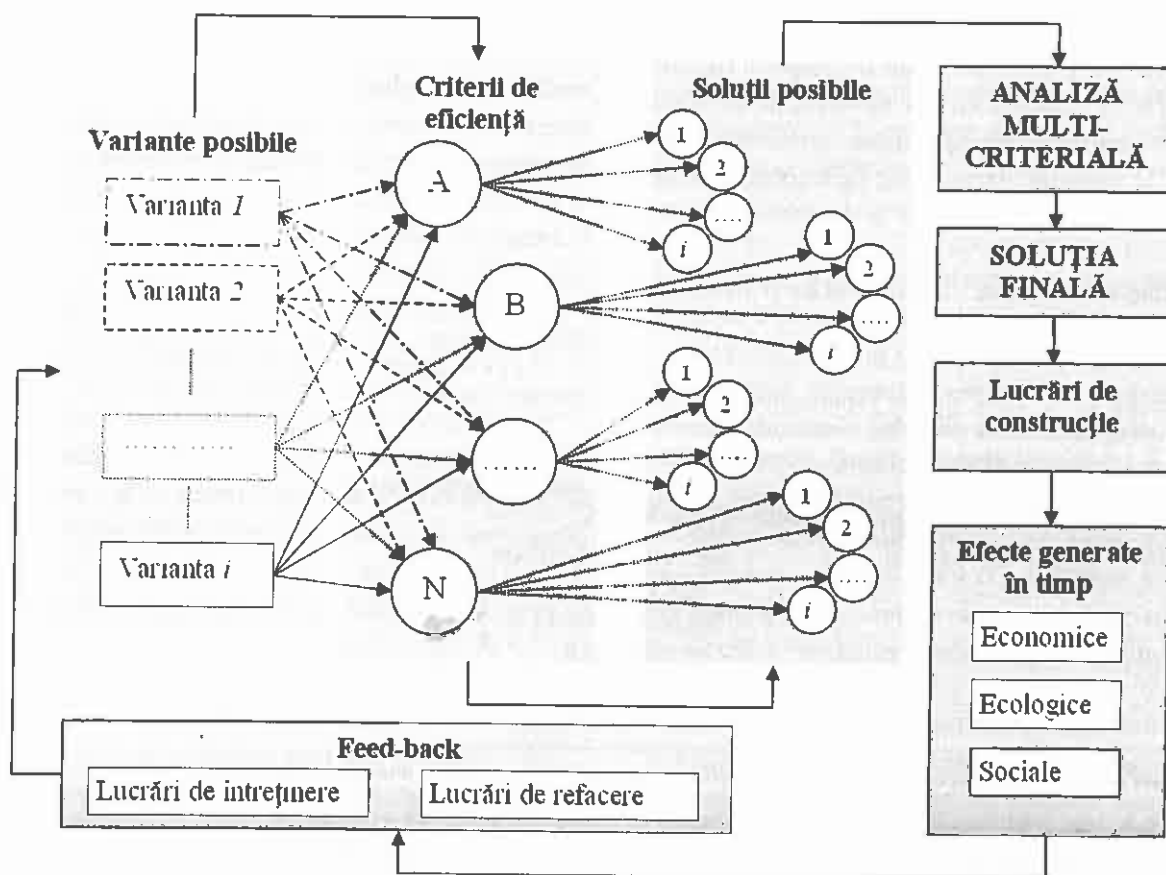 Variante posibile
Varianta 1
Varianta 2
..........
Varianta i
Criterii de
eficiență
A
B
......
N
Soluții posibile
1
2
....
i
1
2
....
i
1
2
....
i
1
2
....
i
ANALIZĂ
MULTI-
CRITERIALĂ
SOLUȚIA
FINALĂ
Lucrări de
construcție
Efecte generate
în timp
Economice
Ecologice
Sociale
Feed-back
Lucrări de intreținere
Lucrări de refacere